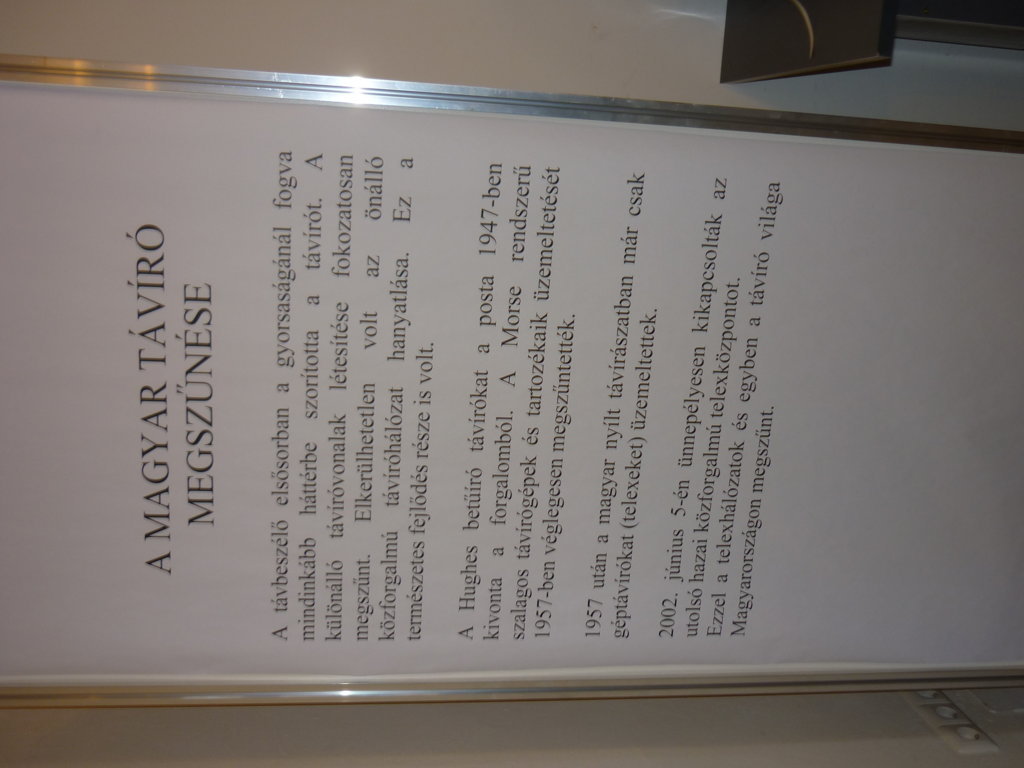 A MAGYAR TÁVÍRÓ
MEGSZŰNÉSE
A távbeszélő elsősorban a gyorsaságánál fogva
mindinkább háttérbe szorította a távírót. A
különálló távíróvonalak létesítése fokozatosan
megszűnt. Elkerülhetetlen volt az önálló
közforgalmú távíróhálózat hanyatlása. Ez a
természetes fejlődés része is volt.
A Hughes betűíró távírókat a posta 1947-ben
kivonta a forgalomból. A Morse rendszerű
szalagos távírógépek és tartozékaik üzemeltetését
1957-ben véglegesen megszűntették.
1957 után a magyar nyílt távírászatban már csak
géptávírókat (telexeket) üzemeltettek.
2002. június 5-én ünnepélyesen kikapcsolták az
utolsó hazai közforgalmú telexközpontot.
Ezzel a telexhálózatok és egyben a távíró világa
Magyarországon megszűnt.